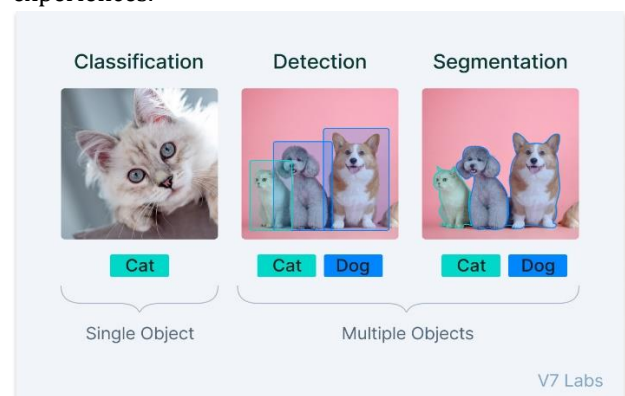 Classification Detection Segmentation
Cat Cat Dog Cat Dog
Single Object Multiple Objects
V7 Labs